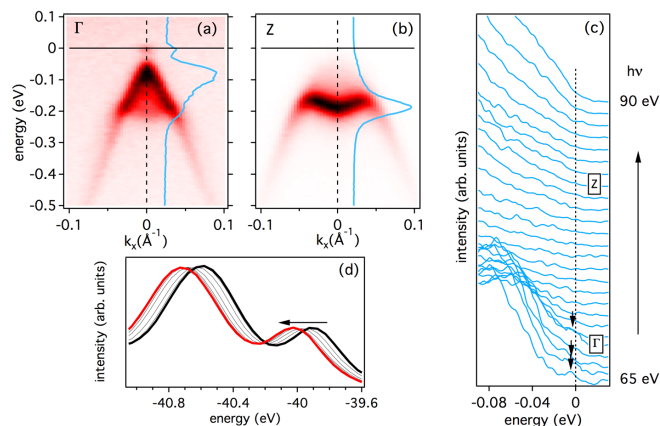 Γ (a)
Z (b)
(c)
energy (eV)
0
-0.1
-0.2
-0.3
-0.4
-0.5
-0.1 0 0.1
kx(Å-1)
-0.1 0 0.1
kx(Å-1)
intensity (arb. units)
hν
90 eV
Z
Γ
65 eV
-0.08 -0.04 0
energy (eV)
(d)
intensity (arb. units)
-40.8 -40.4 -40 -39.6
energy (eV)